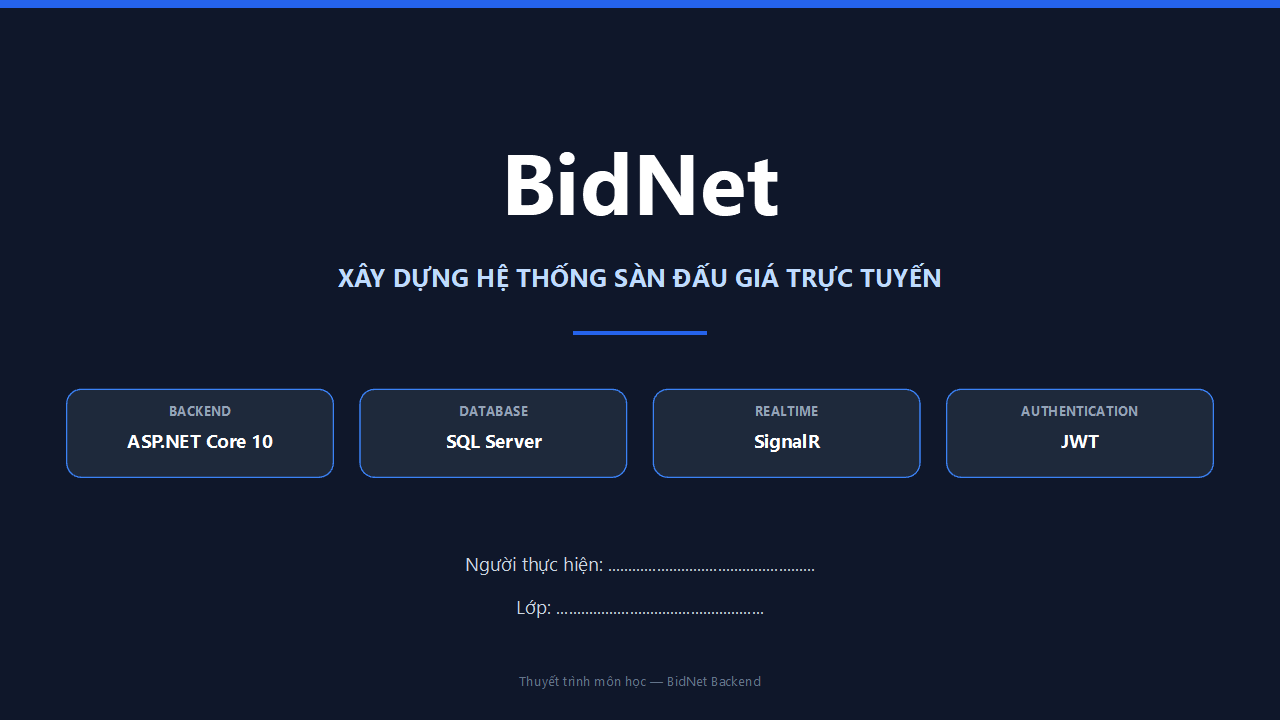 BidNet
XÂY DỰNG HỆ THỐNG SÀN ĐẤU GIÁ TRỰC TUYẾN
BACKEND
ASP.NET Core 10
DATABASE
SQL Server
REALTIME
SignalR
AUTHENTICATION
JWT
Người thực hiện: ...................................................
Lớp: ...................................................
Thuyết trình môn học — BidNet Backend